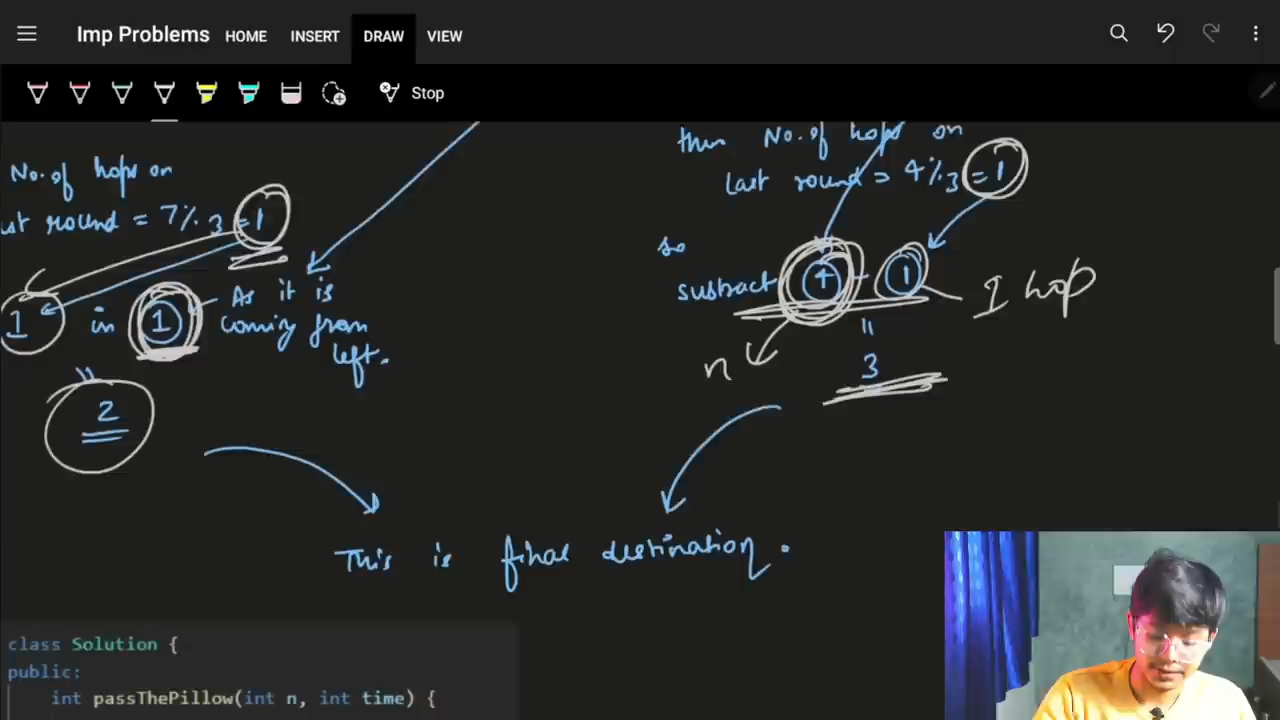 Imp Problems HOME INSERT DRAW VIEW
Stop
No. of hops on
last round = 7 % 3 = 1
1 in 1 As it is
coming from
left.
"
2
then No. of hops on
Last round = 4 % 3 = 1
so
substract 4 - 1 1 hop
"
n 3
This is final destination.
class Solution {
public:
int passThePillow(int n, int time) {